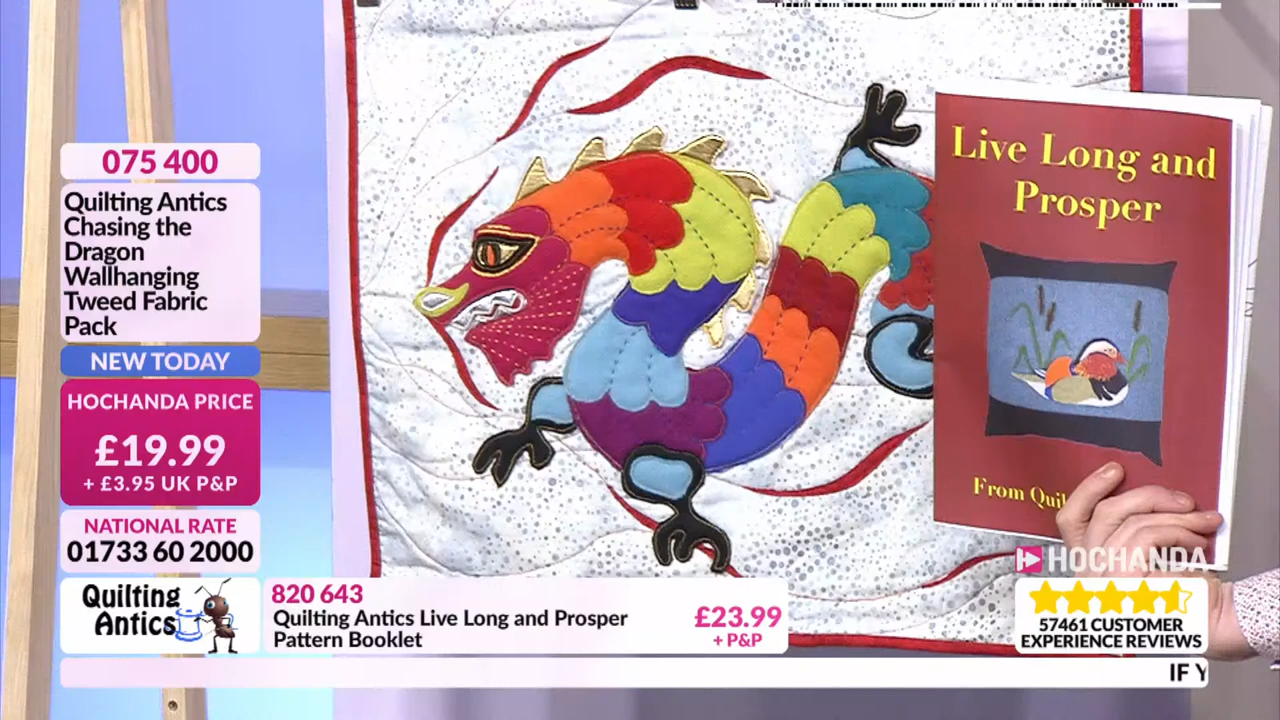 075 400
Quilting Antics
Chasing the
Dragon
Wallhanging
Tweed Fabric
Pack
NEW TODAY
HOCHANDA PRICE
£19.99
+ £3.95 UK P&P
NATIONAL RATE
01733 60 2000
Quilting
Antics
820 643
Quilting Antics Live Long and Prosper
Pattern Booklet
£23.99
+ P&P
Live Long and
Prosper
From Quil
HOCHANDA
57461 CUSTOMER
EXPERIENCE REVIEWS
IF Y